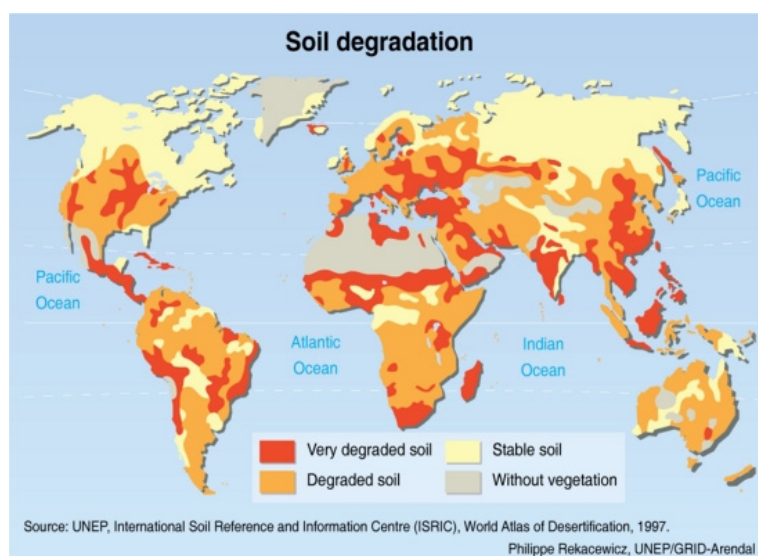 Soil degradation
Pacific
Ocean
Pacific
Ocean
Atlantic
Ocean
Indian
Ocean
Very degraded soil
Stable soil
Degraded soil
Without vegetation
Source: UNEP, International Soil Reference and Information Centre (ISRIC), World Atlas of Desertification, 1997.
Philippe Rekacewicz, UNEP/GRID-Arendal